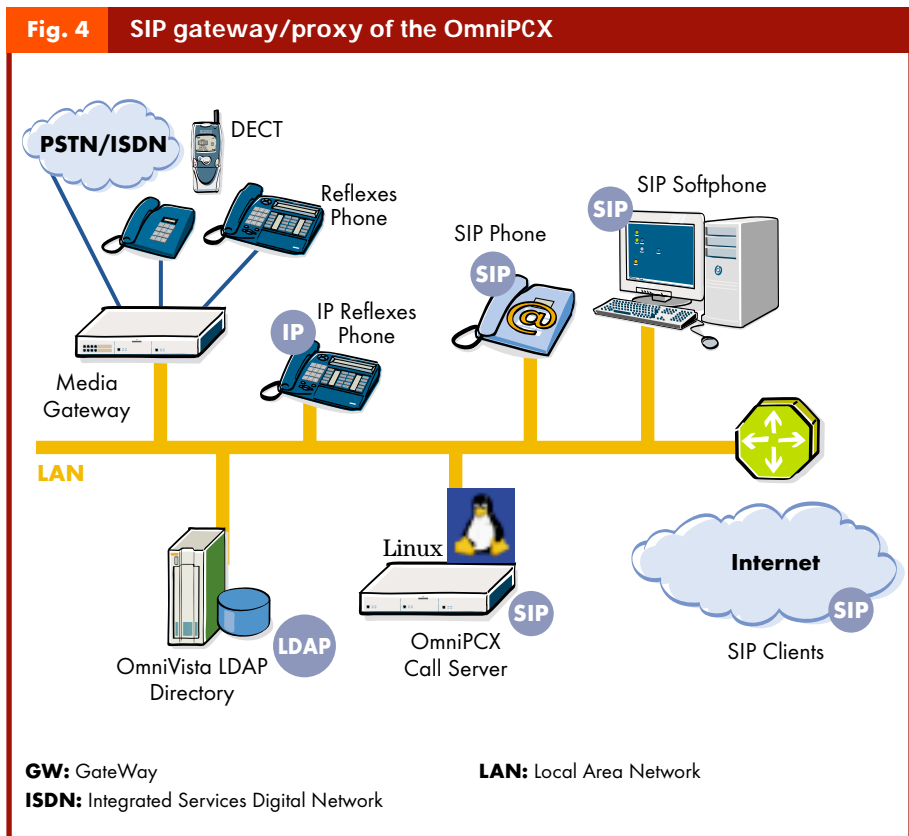 Fig. 4 SIP gateway/proxy of the OmniPCX
PSTN/ISDN
DECT
Reflexes
Phone
SIP Softphone
SIP
SIP Phone
SIP
IP
IP Reflexes
Phone
Media
Gateway
LAN
Linux
Internet
SIP
SIP Clients
SIP
OmniPCX
Call Server
LDAP
OmniVista LDAP
Directory
GW: GateWay
LAN: Local Area Network
ISDN: Integrated Services Digital Network